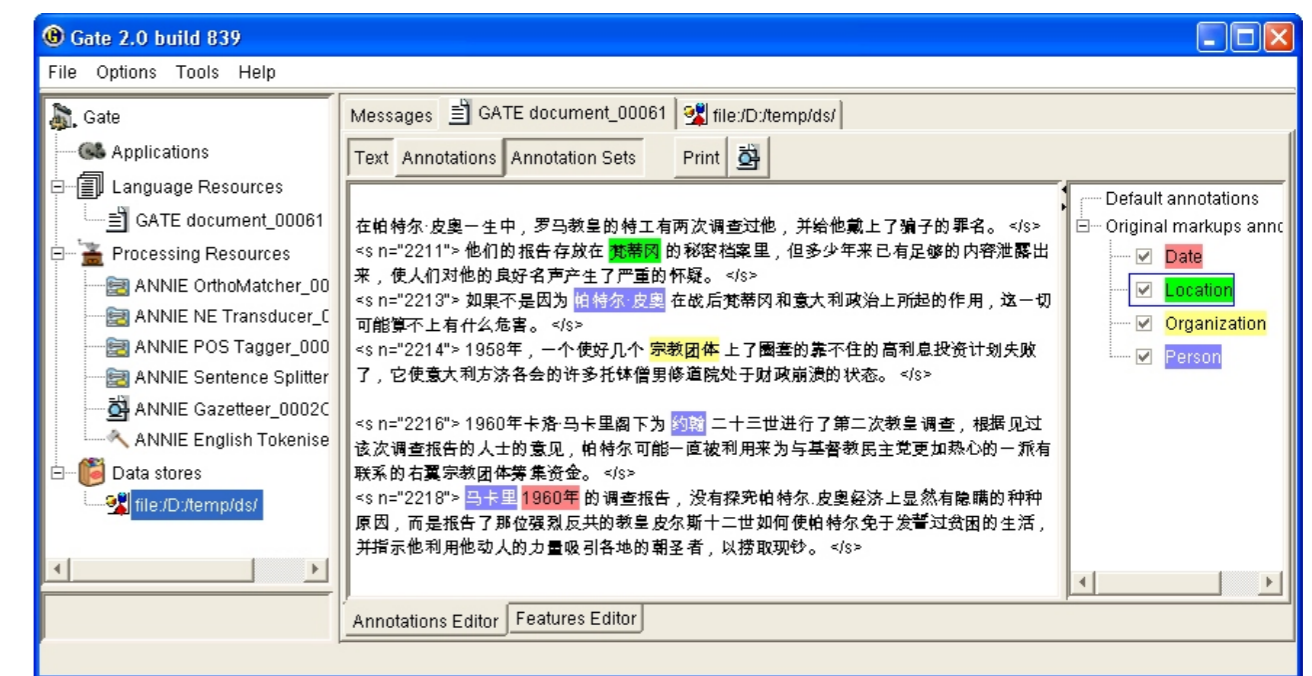 Gate 2.0 build 839
File Options Tools Help
Gate
Applications
Language Resources
GATE document_00061
Processing Resources
ANNIE OrthoMatcher_00
ANNIE NE Transducer_0
ANNIE POS Tagger_000
ANNIE Sentence Splitter
ANNIE Gazetteer_0002C
ANNIE English Tokenise
Data stores
file:/D:/temp/ds/
Messages GATE document_00061 file:/D:/temp/ds/
Text Annotations Annotation Sets Print
在帕特尔·皮奥一生中，罗马教皇的特工有两次调查过他，并给他戴上了骗子的罪名。 </s>
<s n="2211"> 他们的报告存放在 梵蒂冈 的秘密档案里，但多少年来已有足够的内容泄露出
来，使人们对他的良好名声产生了严重的怀疑。 </s>
<s n="2213"> 如果不是因为 帕特尔·皮奥 在战后梵蒂冈和意大利政治上所起的作用，这一切
可能算不上有什么危害。 </s>
<s n="2214"> 1958年，一个使好几个 宗教团体 上了圈套的靠不住的高利息投资计划失败
了，它使意大利方济各会的许多托钵僧男修道院处于财政崩溃的状态。 </s>
<s n="2216"> 1960年卡洛·马卡里阁下为 约翰 二十三世进行了第二次教皇调查，根据见过
该次调查报告的人士的意见，帕特尔可能一直被利用来为与基督教民主党更加热心的一派有
联系的右翼宗教团体筹集资金。 </s>
<s n="2218"> 马卡里 1960年 的调查报告，没有探究帕特尔.皮奥经济上显然有隐瞒的种种
原因，而是报告了那位强烈反共的教皇皮尔斯十二世如何使帕特尔免于发誓过贫困的生活，
并指示他利用他动人的力量吸引各地的朝圣者，以捞取现钞。 </s>
Default annotations
Original markups anno
Date
Location
Organization
Person
Annotations Editor Features Editor